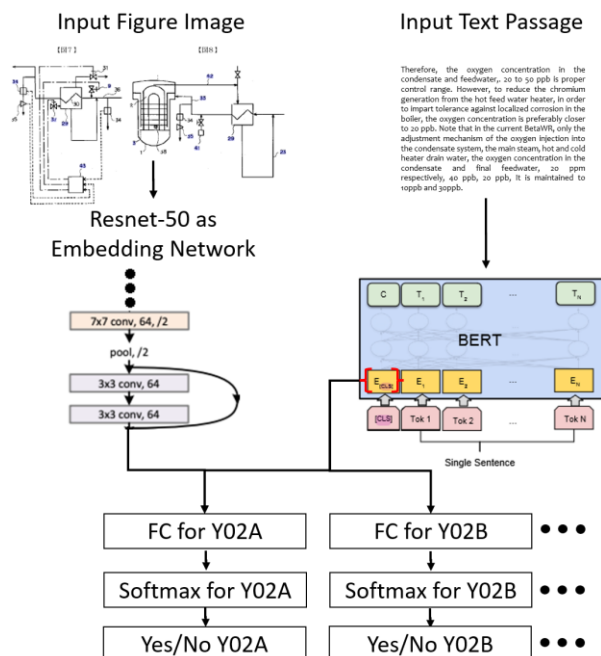 Input Figure Image
Input Text Passage
【図17】
【図18】
Therefore, the oxygen concentration in the
condensate and feedwater,. 20 to 50 ppb is proper
control range. However, to reduce the chromium
generation from the hot feed water heater, in order
to impart tolerance against localized corrosion in the
boiler, the oxygen concentration is preferably closer
to 20 ppb. Note that in the current BetaWR, only the
adjustment mechanism of the oxygen injection into
the condensate system, the main steam, hot and cold
heater drain water, the oxygen concentration in the
condensate and final feedwater, 20 ppm
respectively, 40 ppb, 20 ppb, It is maintained to
10ppb and 30ppb.
Resnet-50 as
Embedding Network
7x7 conv, 64, /2
pool, /2
3x3 conv, 64
3x3 conv, 64
C T1 T2 ... TN
BERT
E[CLS] E1 E2 ... EN
[CLS] Tok 1 Tok 2 ... Tok N
Single Sentence
FC for Y02A
FC for Y02B
Softmax for Y02A
Softmax for Y02B
Yes/No Y02A
Yes/No Y02B